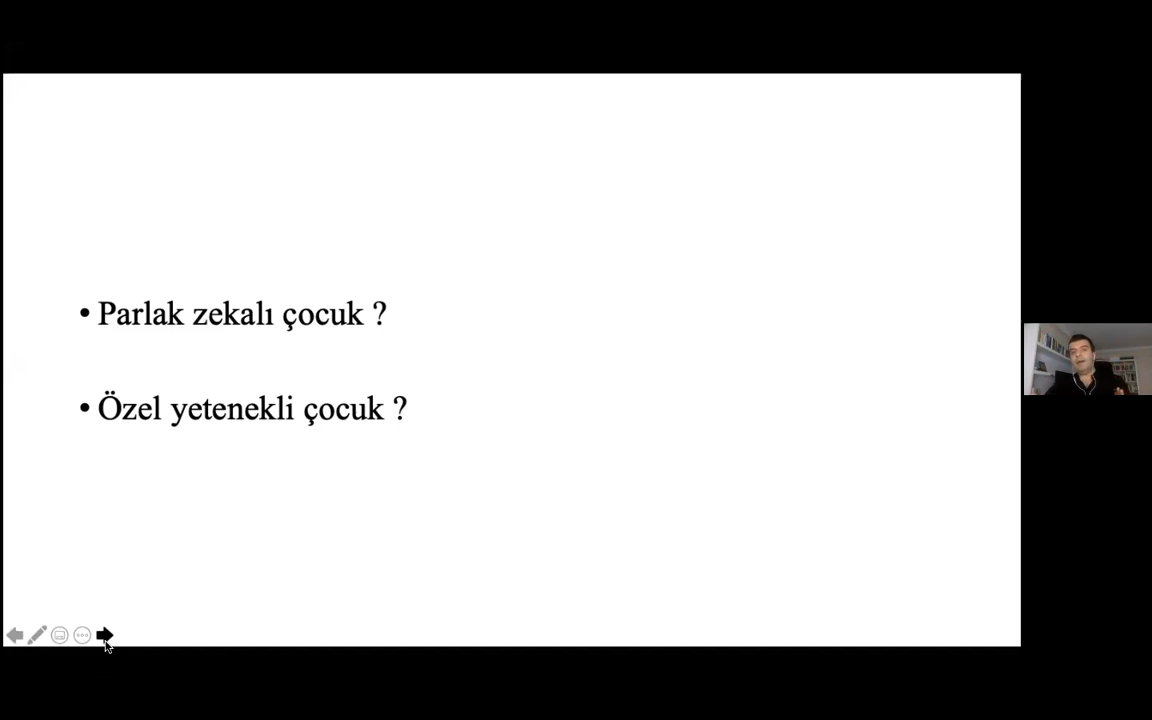 • Parlak zekalı çocuk ?
• Özel yetenekli çocuk ?